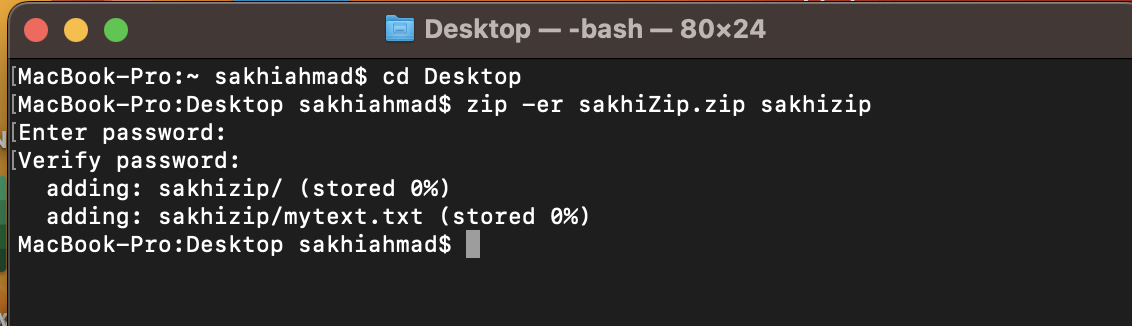 Desktop — -bash — 80×24
[MacBook-Pro:~ sakhiahmad$ cd Desktop
[MacBook-Pro:Desktop sakhiahmad$ zip -er sakhiZip.zip sakhizip
[Enter password:
[Verify password:
  adding: sakhizip/ (stored 0%)
  adding: sakhizip/mytext.txt (stored 0%)
MacBook-Pro:Desktop sakhiahmad$